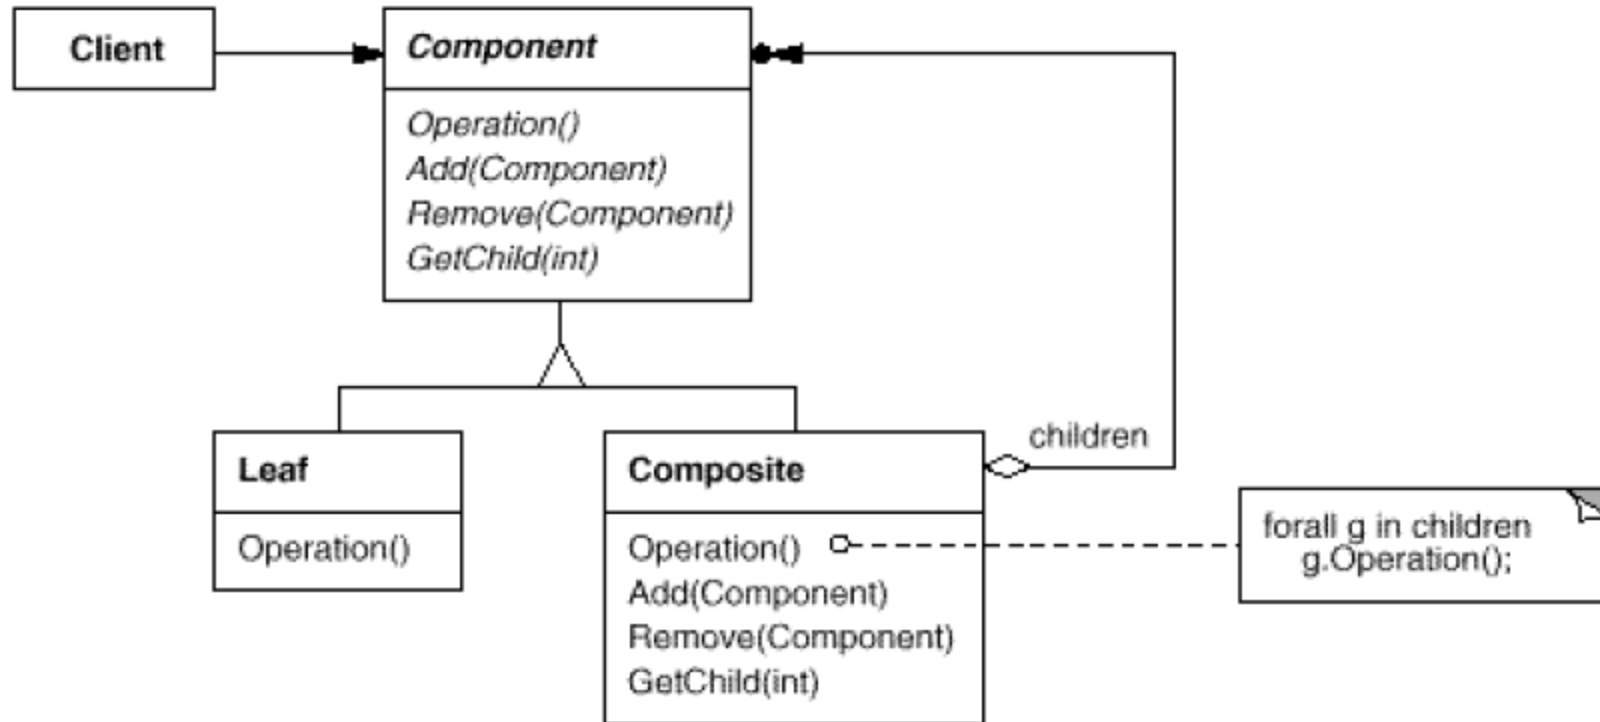 Client
Component
Operation()
Add(Component)
Remove(Component)
GetChild(int)
children
Leaf
Operation()
Composite
Operation()
Add(Component)
Remove(Component)
GetChild(int)
forall g in children
g.Operation();